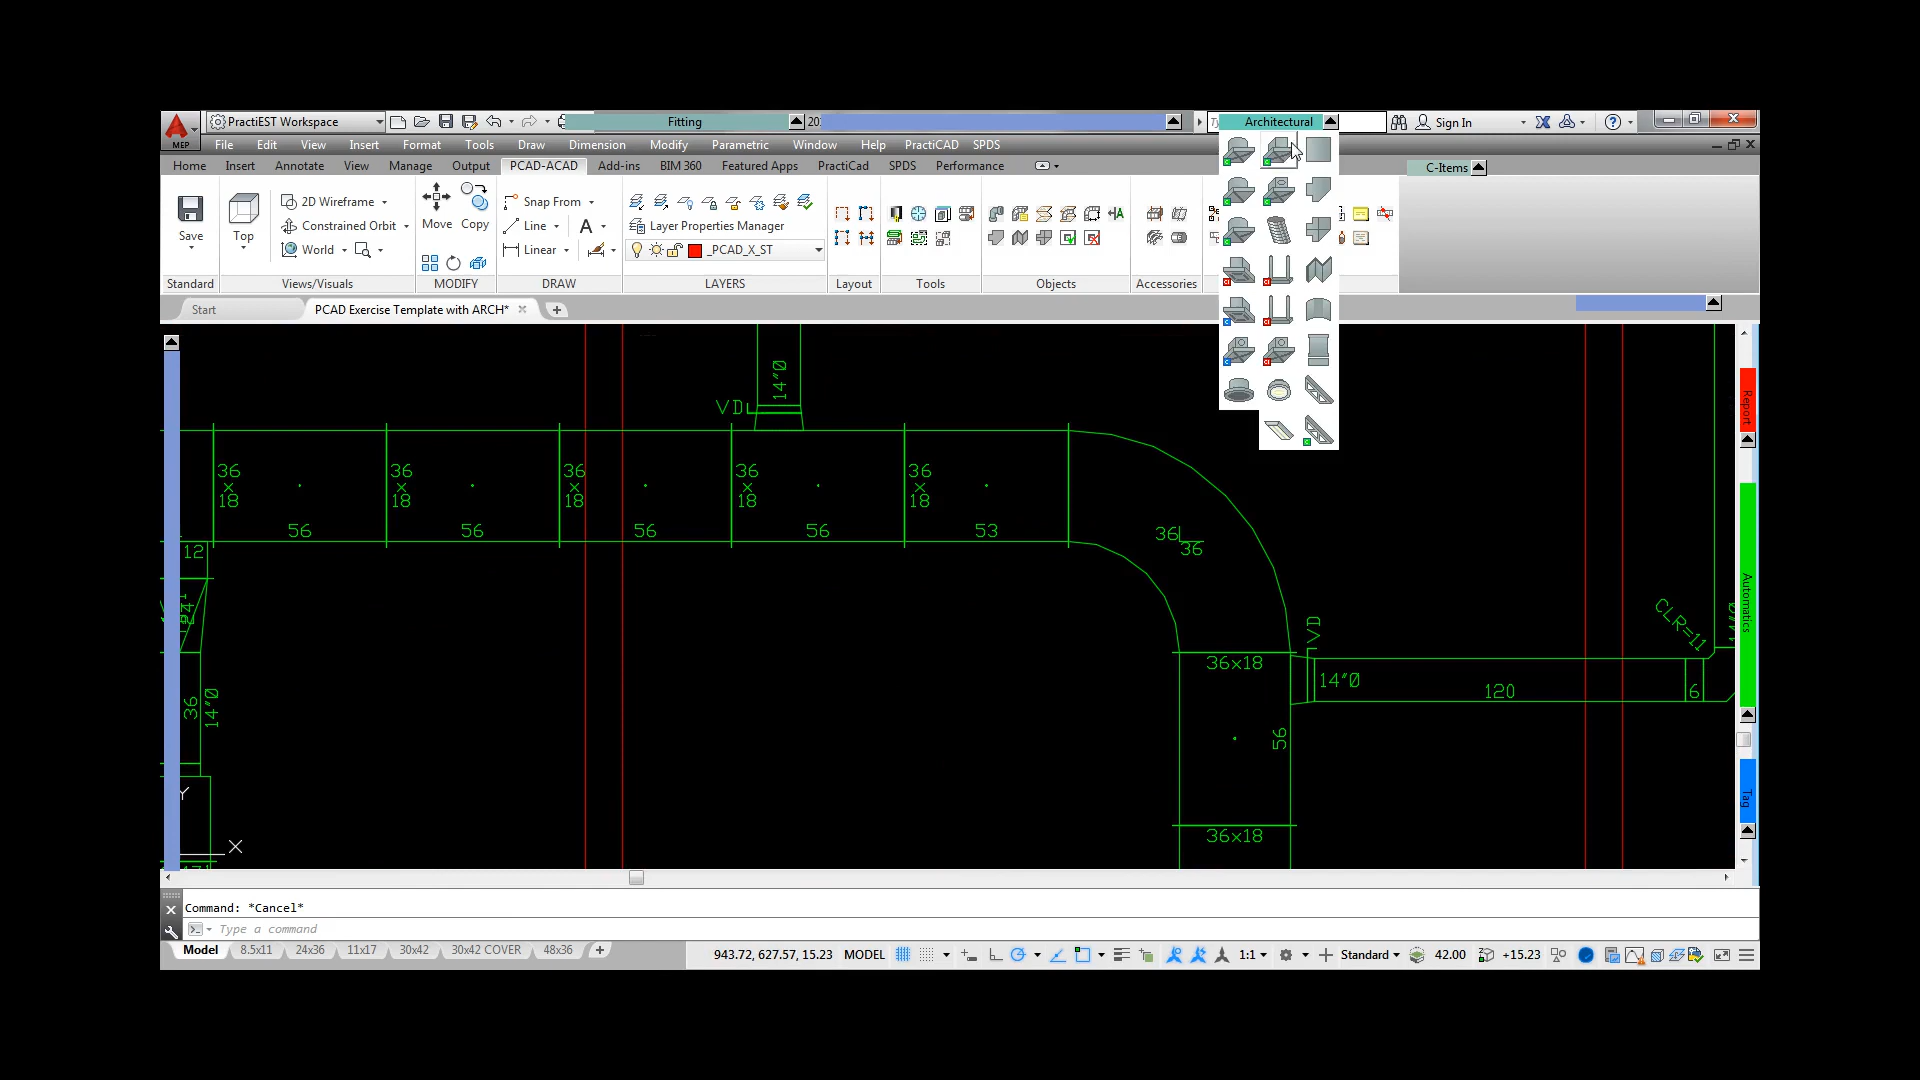 PractiEST Workspace
Fitting
20
Architectural
Sign In
MEP
File Edit View Insert Format Tools Draw Dimension Modify Parametric Window Help PractiCAD SPDS
Home Insert Annotate View Manage Output PCAD-ACAD Add-ins BIM 360 Featured Apps PractiCad SPDS Performance
C-Items
2D Wireframe
Snap From
Save Top
Constrained Orbit
Move Copy
Line
A
Layer Properties Manager
World
Linear
_PCAD_X_ST
Standard Views/Visuals MODIFY DRAW LAYERS Layout Tools Objects Accessories
Start
PCAD Exercise Template with ARCH*
14"Ø
VD
36
x
18
36
x
18
36
x
18
36
x
18
36
x
18
56 56 56 56 53
36
36
12
36x18
VD
14"Ø
120
6
CLR=11
36
14"Ø
56
36x18
Y
X
Report
Automatics
Tag
Command: *Cancel*
Type a command
Model 8.5x11 24x36 11x17 30x42 30x42 COVER 48x36
943.72, 627.57, 15.23 MODEL
1:1
Standard
42.00
+15.23